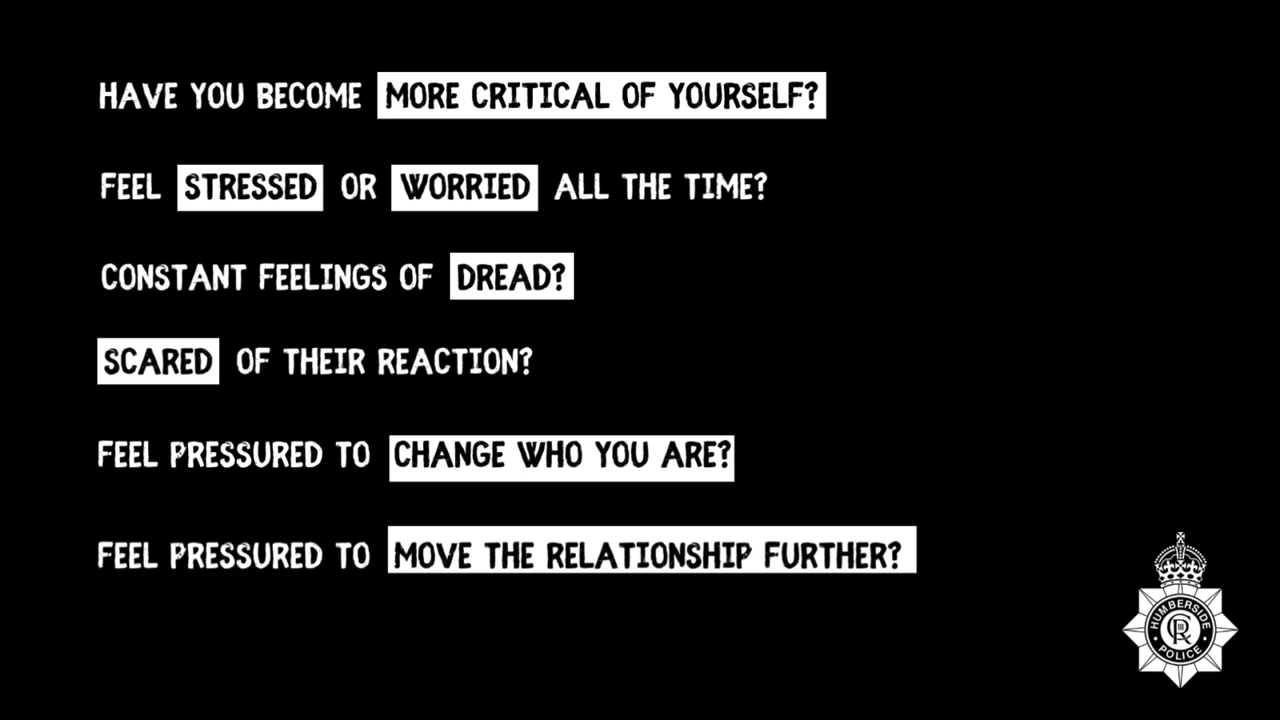 HAVE YOU BECOME MORE CRITICAL OF YOURSELF?
FEEL STRESSED OR WORRIED ALL THE TIME?
CONSTANT FEELINGS OF DREAD?
SCARED OF THEIR REACTION?
FEEL PRESSURED TO CHANGE WHO YOU ARE?
FEEL PRESSURED TO MOVE THE RELATIONSHIP FURTHER?
HUMBERSIDE
CRIII
POLICE